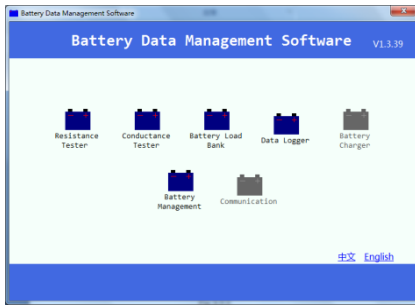 Battery Data Management Software
Battery Data Management Software V1.3.39
Resistance Tester
Conductance Tester
Battery Load Bank
Data Logger
Battery Charger
Battery Management
Communication
中文 English